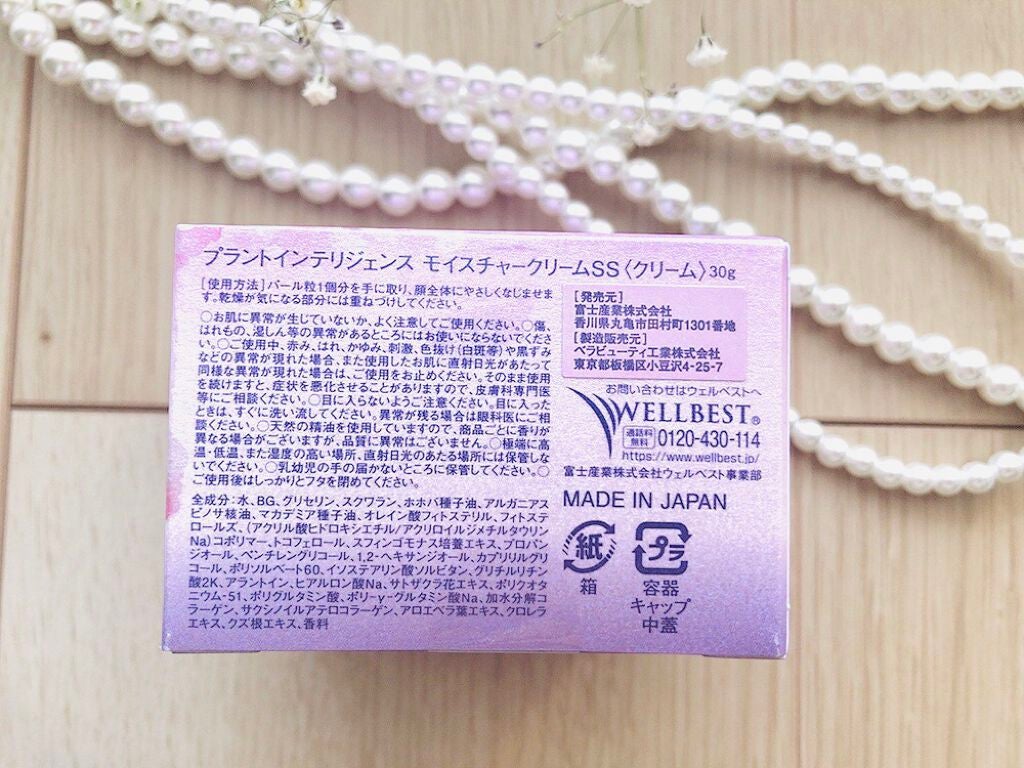 プラントインテリジェンス モイスチャークリームSS〈クリーム〉30g
[使用方法]パール粒1個分を手に取り、顔全体にやさしくなじませま
す。乾燥が気になる部分には重ねづけしてください。
○お肌に異常が生じていないか、よく注意してご使用ください。○傷、
はれもの、湿しん等の異常があるところにはお使いにならないでくだ
さい。○ご使用中、赤み、はれ、かゆみ、刺激、色抜け(白斑等)や黒ずみ
などの異常が現れた場合、また使用したお肌に直射日光があたって
同様な異常が現れた場合は、ご使用をお止めください。そのまま使用
を続けますと、症状を悪化させることがありますので、皮膚科専門医
等にご相談ください。○目に入らないようご注意ください。目に入った
ときは、すぐに洗い流してください。異常が残る場合は眼科医にご相
談ください。○天然の精油を使用していますので、商品ごとに香りが
異なる場合がございますが、品質に異常はございません。○極端に高
温・低温、また湿度の高い場所、直射日光のあたる場所には保管しな
いでください。○乳幼児の手の届かないところに保管してください。○
ご使用後はしっかりとフタを閉めてください。
全成分:水、BG、グリセリン、スクワラン、ホホバ種子油、アルガニアス
ピノサ核油、マカデミア種子油、オレイン酸フィトステリル、フィトステ
ロールズ、(アクリル酸ヒドロキシエチル/アクリロイルジメチルタウリン
Na)コポリマー、トコフェロール、スフィンゴモナス培養エキス、プロパン
ジオール、ペンチレングリコール、1,2-ヘキサンジオール、カプリリルグリ
コール、ポリソルベート60、イソステアリン酸ソルビタン、グリチルリチン
酸2K、アラントイン、ヒアルロン酸Na、サトザクラ花エキス、ポリクオタ
ニウム-51、ポリグルタミン酸、ポリ-γ-グルタミン酸Na、加水分解コ
ラーゲン、サクシノイルアテロコラーゲン、アロエベラ葉エキス、クロレラ
エキス、クズ根エキス、香料
[発売元]
富士産業株式会社
香川県丸亀市田村町1301番地
[製造販売元]
ベラビューティ工業株式会社
東京都板橋区小豆沢4-25-7
お問い合わせはウェルベストへ
WELLBEST®
通話料無料 0120-430-114
https://www.wellbest.jp/
富士産業株式会社ウェルベスト事業部
MADE IN JAPAN
紙 プラ
箱 容器
キャップ
中蓋